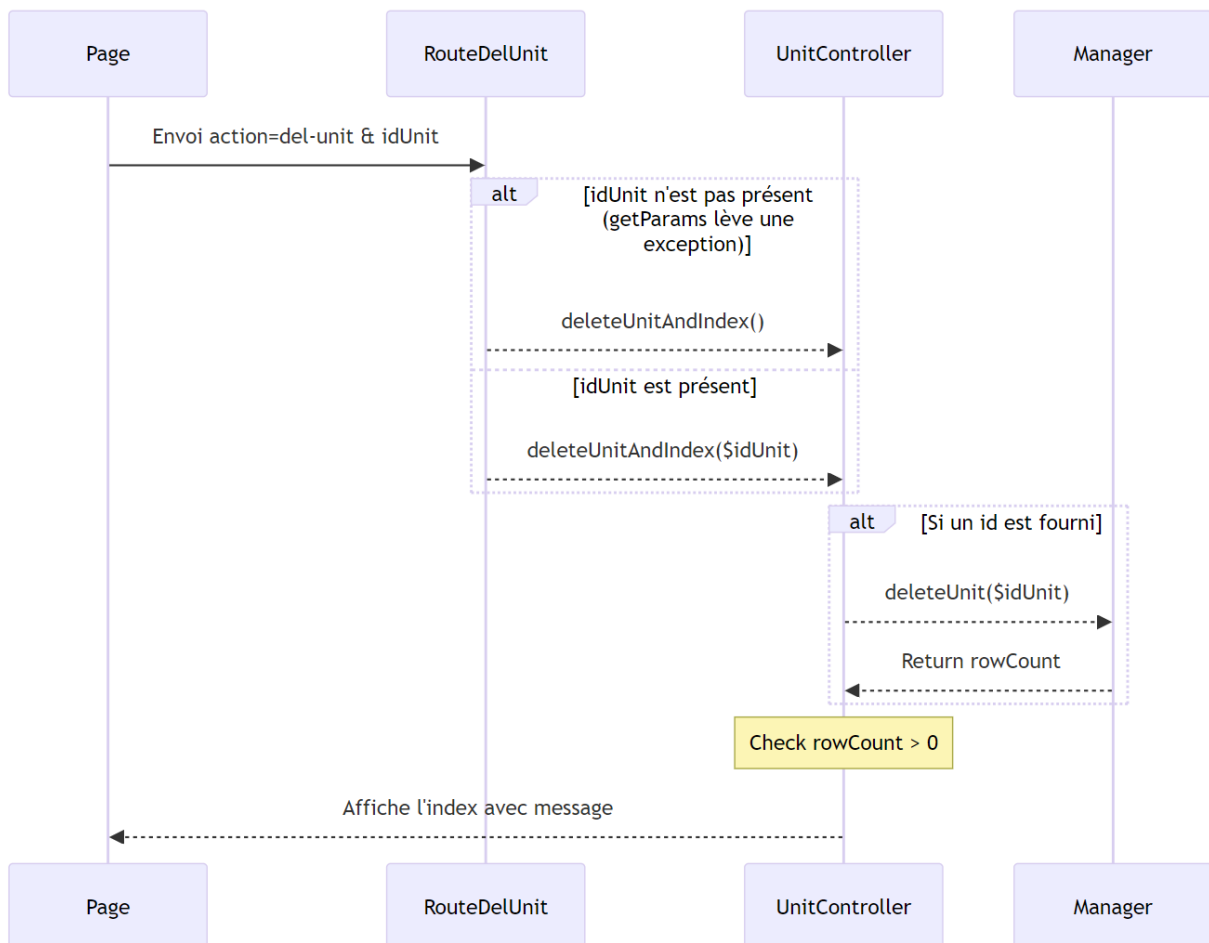 Page
RouteDelUnit
UnitController
Manager
Envoi action=del-unit & idUnit
alt
[idUnit n'est pas présent
(getParams lève une
exception)]
deleteUnitAndIndex()
[idUnit est présent]
deleteUnitAndIndex($idUnit)
alt
[Si un id est fourni]
deleteUnit($idUnit)
Return rowCount
Check rowCount > 0
Affiche l'index avec message
Page
RouteDelUnit
UnitController
Manager